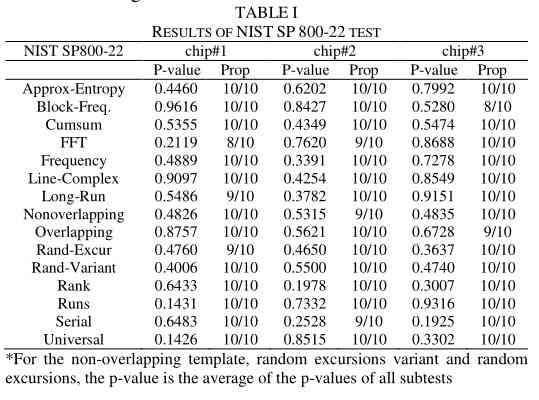 TABLE I
RESULTS OF NIST SP 800-22 TEST
NIST SP800-22 chip#1 chip#2 chip#3
P-value Prop P-value Prop P-value Prop
Approx-Entropy 0.4460 10/10 0.6202 10/10 0.7992 10/10
Block-Freq. 0.9616 10/10 0.8427 10/10 0.5280 8/10
Cumsum 0.5355 10/10 0.4349 10/10 0.5474 10/10
FFT 0.2119 8/10 0.7620 9/10 0.8688 10/10
Frequency 0.4889 10/10 0.3391 10/10 0.7278 10/10
Line-Complex 0.9097 10/10 0.4254 10/10 0.8549 10/10
Long-Run 0.5486 9/10 0.3782 10/10 0.9151 10/10
Nonoverlapping 0.4826 10/10 0.5315 9/10 0.4835 10/10
Overlapping 0.8757 10/10 0.5621 10/10 0.6728 9/10
Rand-Excur 0.4760 9/10 0.4650 10/10 0.3637 10/10
Rand-Variant 0.4006 10/10 0.5500 10/10 0.4740 10/10
Rank 0.6433 10/10 0.1978 10/10 0.3007 10/10
Runs 0.1431 10/10 0.7332 10/10 0.9316 10/10
Serial 0.6483 10/10 0.2528 9/10 0.1925 10/10
Universal 0.1426 10/10 0.8515 10/10 0.3302 10/10
*For the non-overlapping template, random excursions variant and random
excursions, the p-value is the average of the p-values of all subtests